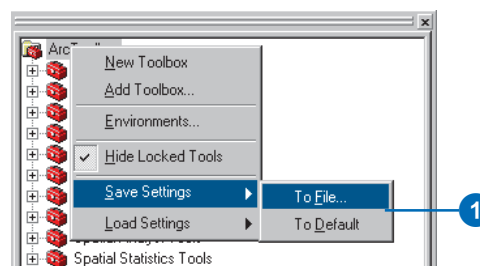 New Toolbox
Add Toolbox...
Environments...
Hide Locked Tools
Save Settings
To File...
1
Load Settings
To Default
Spatial Statistics Tools